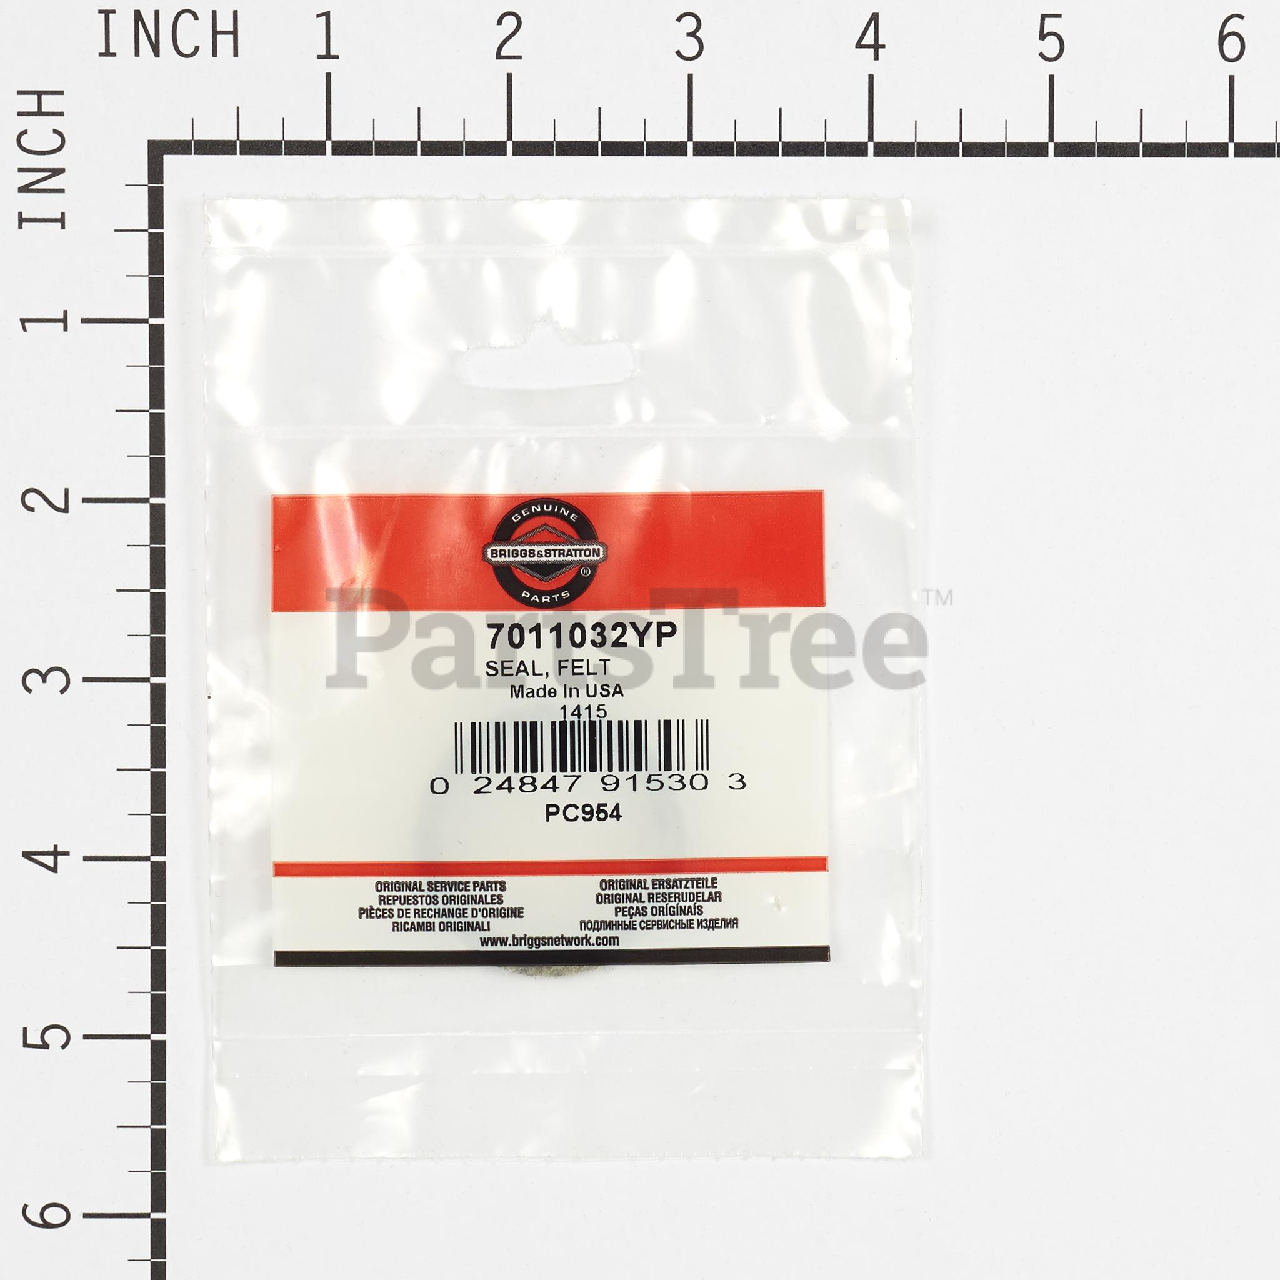 INCH 1 2 3 4 5 6
INCH
1
2
3
4
5
6
GENUINE
BRIGGS&STRATTON
®
PARTS
PartsTree™
7011032YP
SEAL, FELT
Made In USA
1415
0 24847 91530 3
PC954
ORIGINAL SERVICE PARTS
REPUESTOS ORIGINALES
PIÈCES DE RECHANGE D'ORIGINE
RICAMBI ORIGINALI
ORIGINAL ERSATZTEILE
ORIGINAL RESERUDELAR
PEÇAS ORIGINAIS
ПОДЛИННЫЕ СЕРВИСНЫЕ ИЗДЕЛИЯ
www.briggsnetwork.com